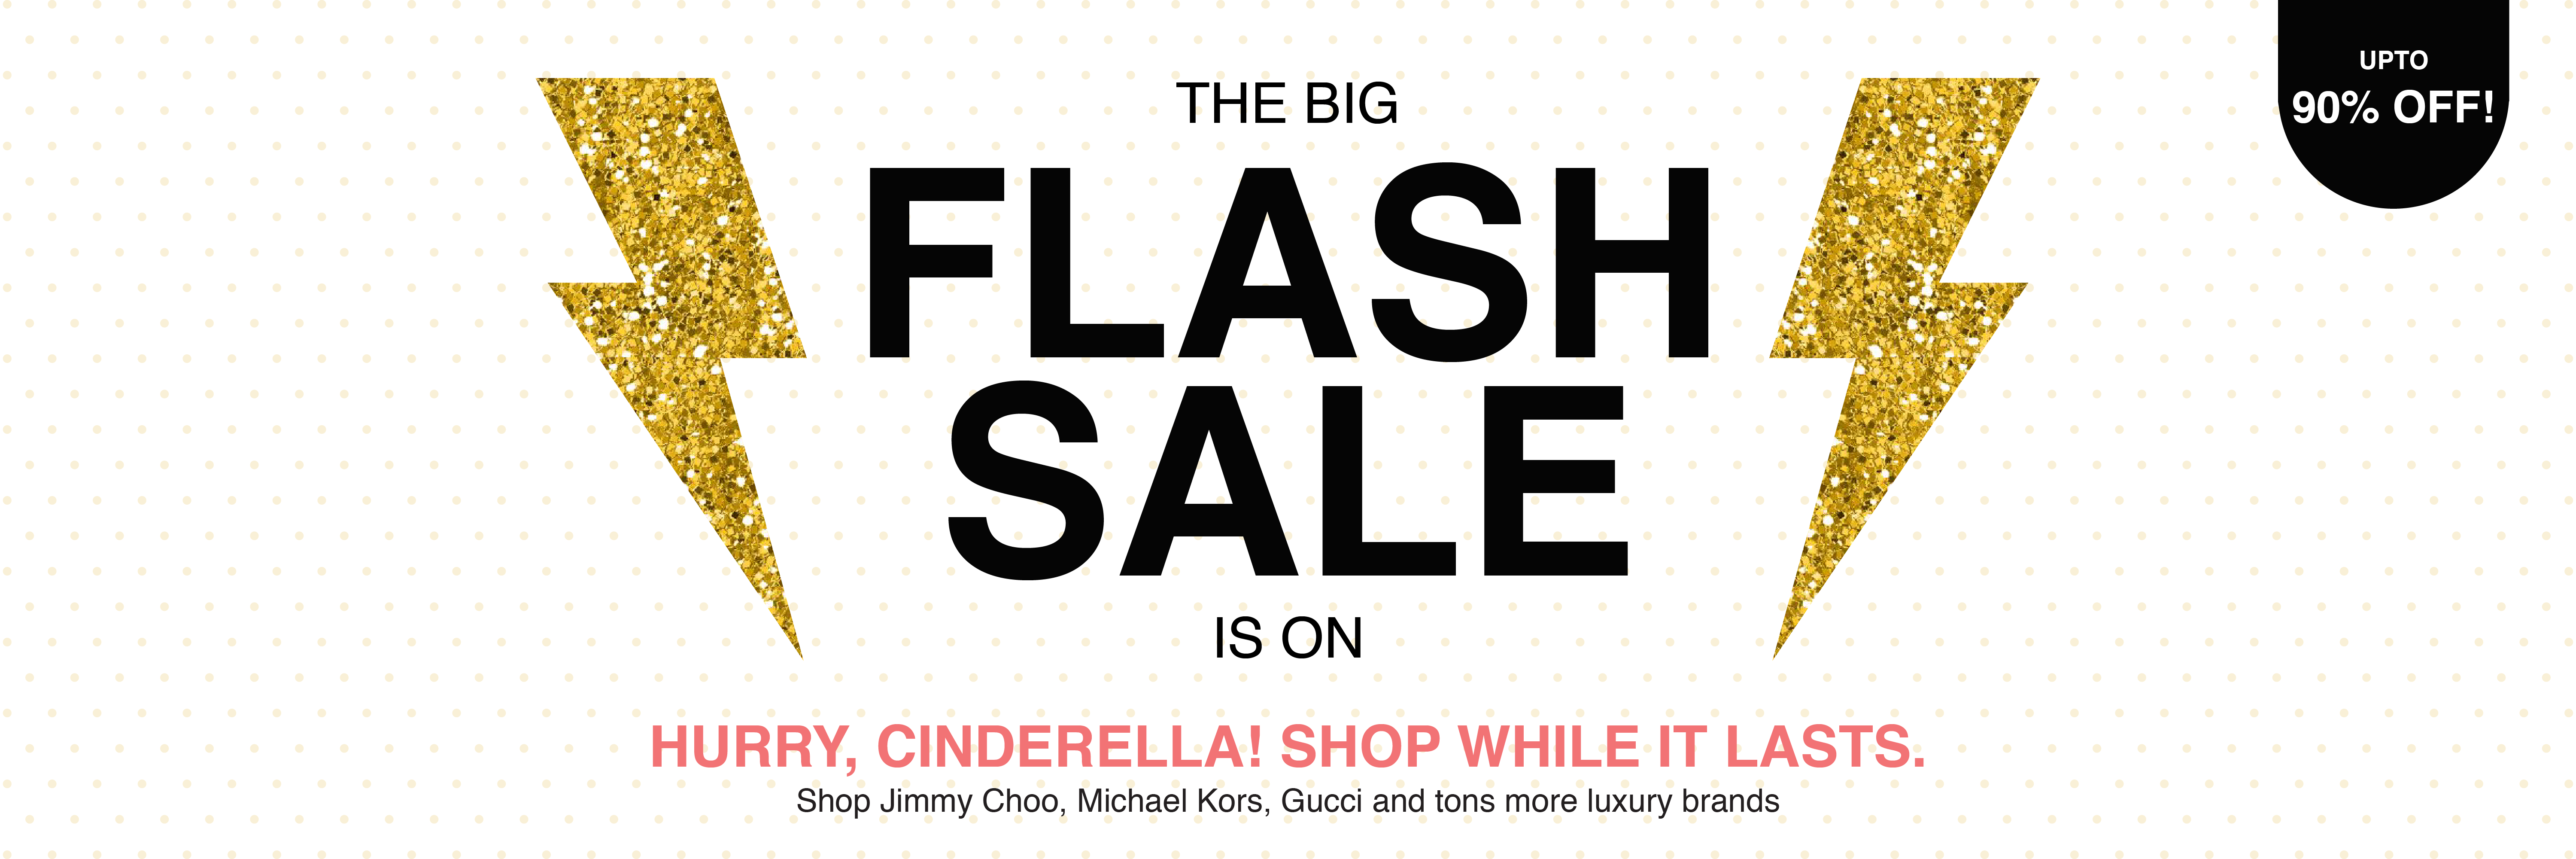 UPTO
90% OFF!
THE BIG
FLASH
SALE
IS ON
HURRY, CINDERELLA! SHOP WHILE IT LASTS.
Shop Jimmy Choo, Michael Kors, Gucci and tons more luxury brands